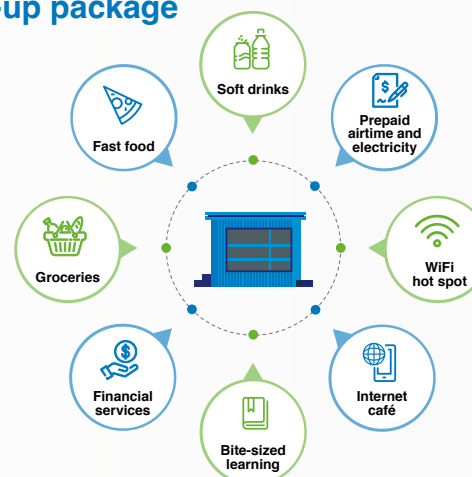 -up package
Soft drinks
Fast food
Prepaid
airtime and
electricity
Groceries
WiFi
hot spot
Financial
services
Internet
café
Bite-sized
learning